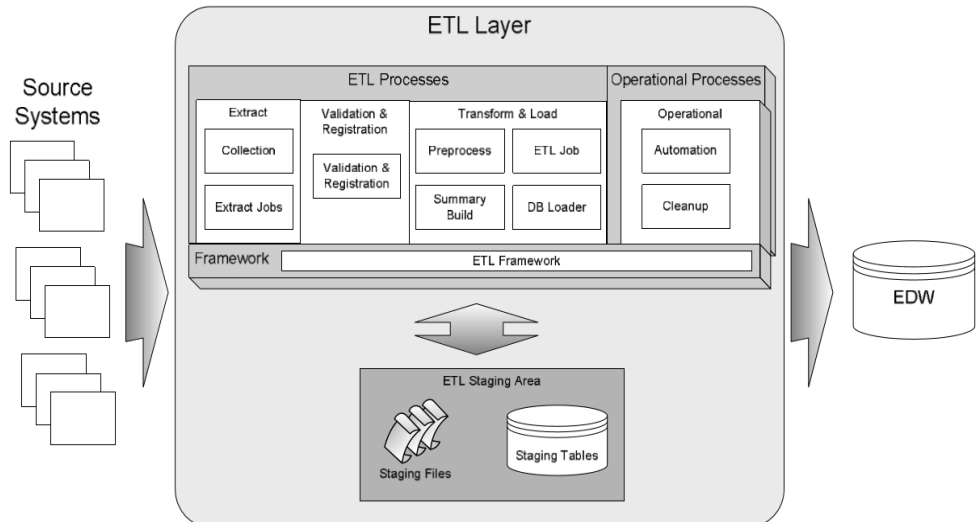 ETL Layer
Source
Systems
ETL Processes
Operational Processes
Extract
Collection
Extract Jobs
Validation &
Registration
Validation &
Registration
Transform & Load
Preprocess
ETL Job
Summary
Build
DB Loader
Operational
Automation
Cleanup
Framework
ETL Framework
EDW
ETL Staging Area
Staging Files
Staging Tables